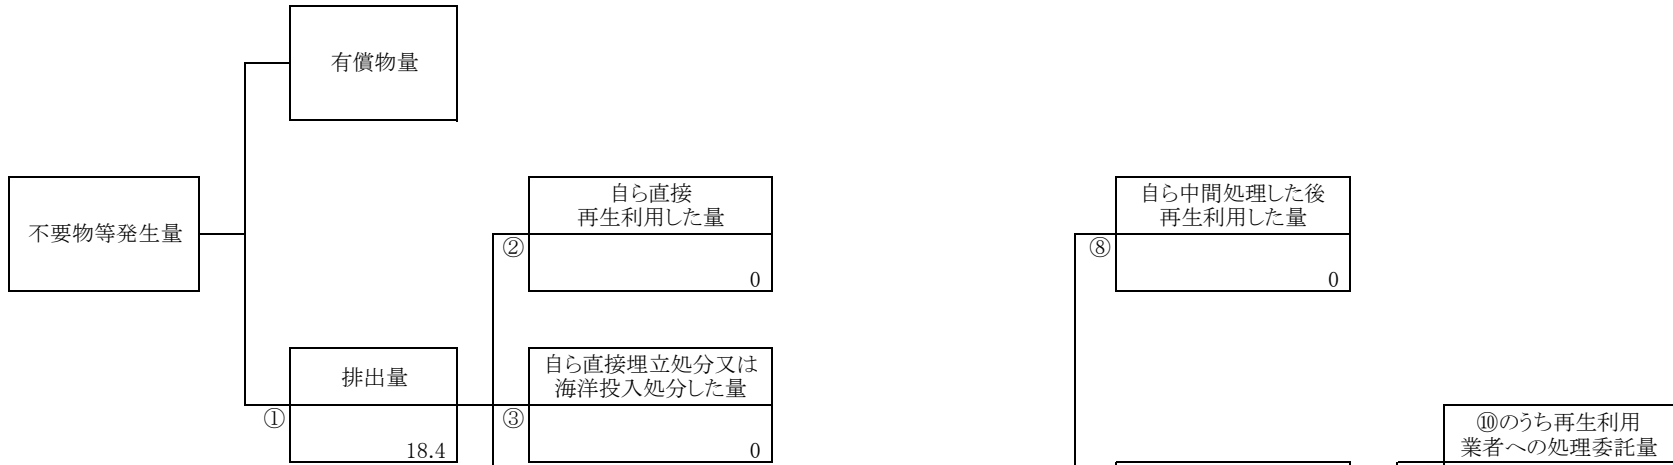 有償物量
不要物等発生量
自ら直接
再生利用した量
②
0
自ら中間処理した後
再生利用した量
⑧
0
排出量
①
18.4
自ら直接埋立処分又は
海洋投入処分した量
③
0
⑩のうち再生利用
業者への処理委託量